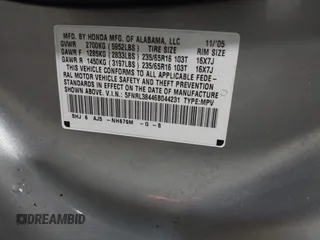 MFD. BY HONDA MFG. OF ALABAMA, LLC 11/05
GVWR 2700KG (5952LBS) TIRE SIZE RIM SIZE
GAWR F 1285KG (2833LBS) 235/65R16 103T 16X7J
GAWR R 1450KG (3197LBS) 235/65R16 103T 16X7J
THIS VEHICLE CONFORMS TO ALL APPLICABLE FEDE-
RAL MOTOR VEHICLE SAFETY AND THEFT PREVENTION
STANDARDS IN EFFECT ON THE DATE OF MANUFACTURE
SHOWN ABOVE. V.I.N: 5FNRL38446B044231 TYPE:MPV
SHJ 6 AJ5 -NH679M -G -B
DREAMBID